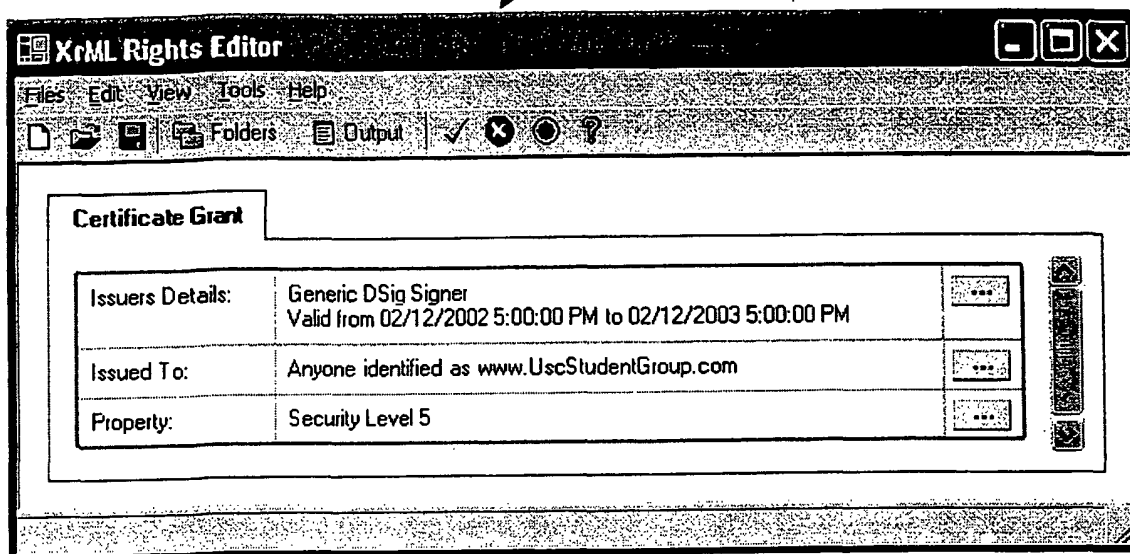 XrML Rights Editor
Files Edit View Tools Help
Folders Output
Certificate Grant
Issuers Details: Generic DSig Signer
Valid from 02/12/2002 5:00:00 PM to 02/12/2003 5:00:00 PM
Issued To: Anyone identified as www.UscStudentGroup.com
Property: Security Level 5